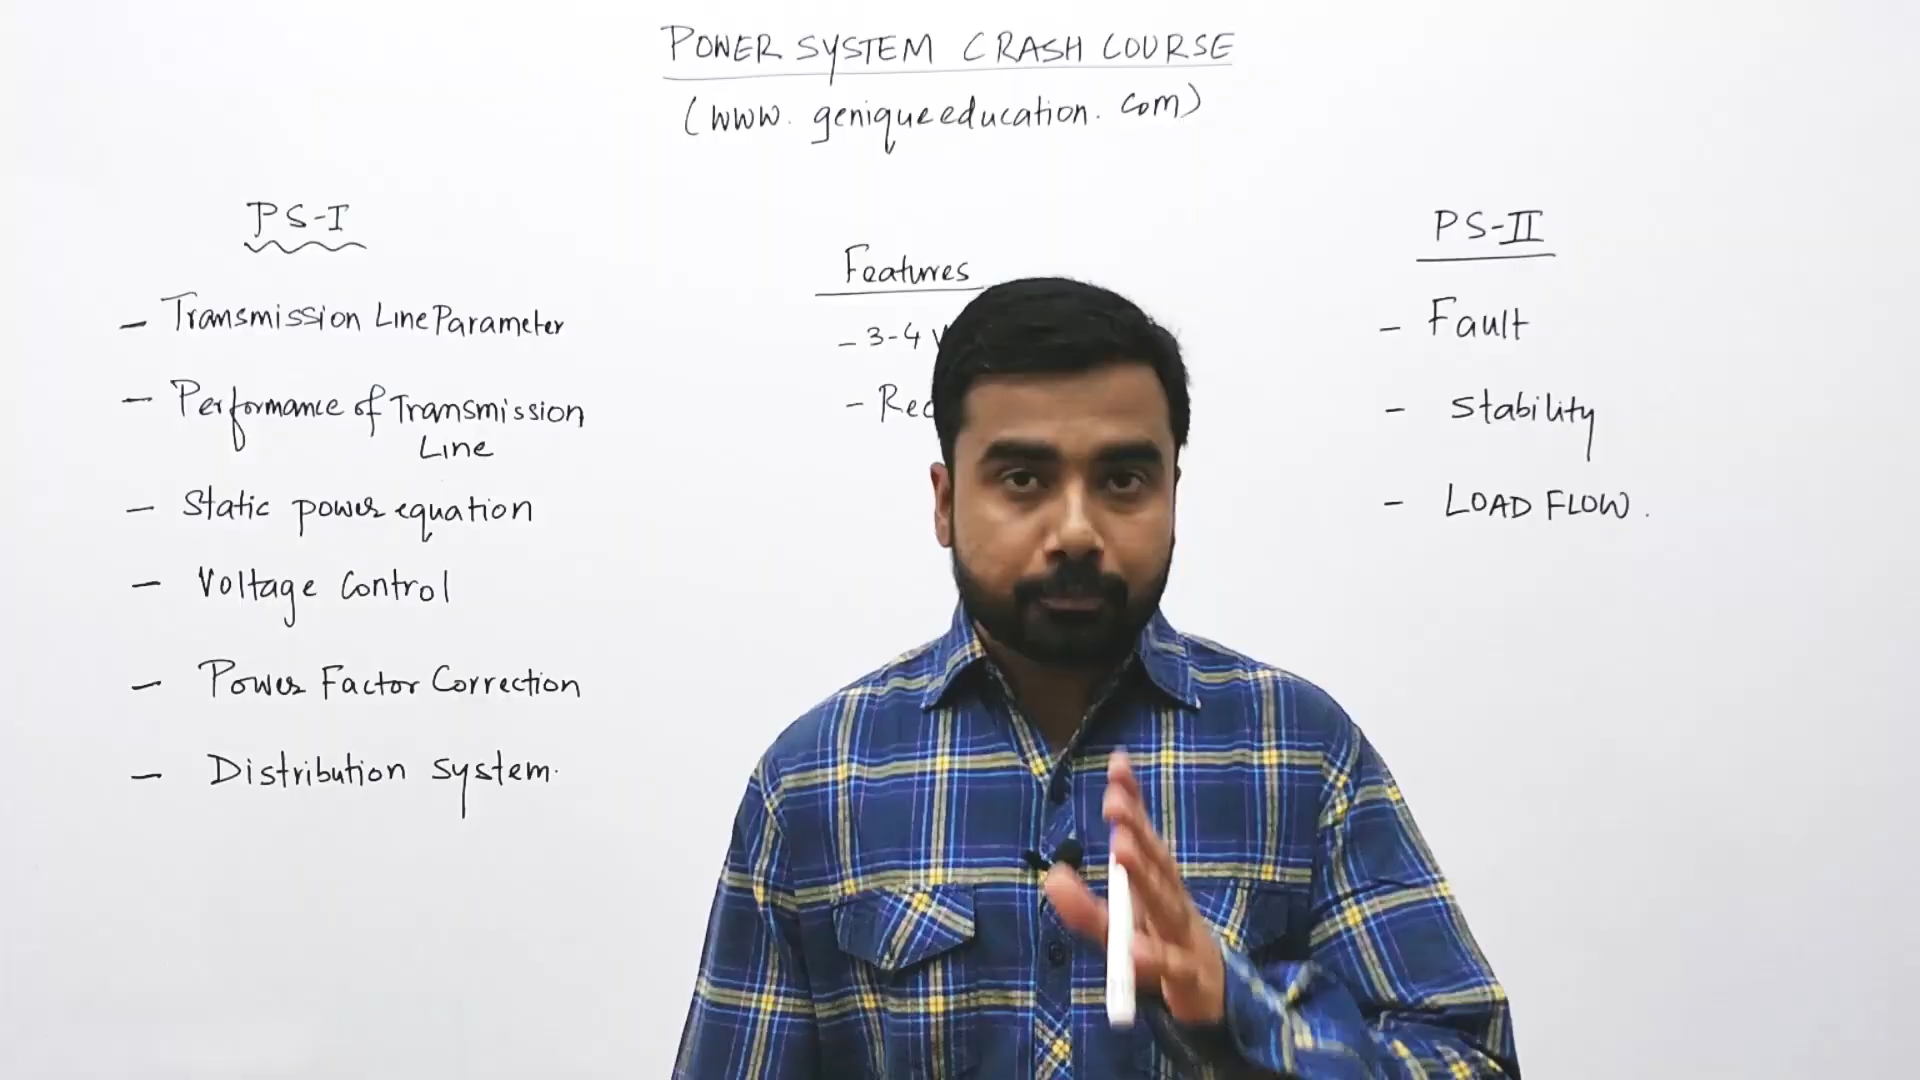 POWER SYSTEM CRASH COURSE
(www.geniqueeducation.com)
PS-I
- Transmission Line Parameter
- Performance of Transmission
Line
- Static power equation
- Voltage Control
- Power Factor Correction
- Distribution system.
Features
- 3-4
-
PS-II
- Fault
- Stability
- LOAD FLOW.